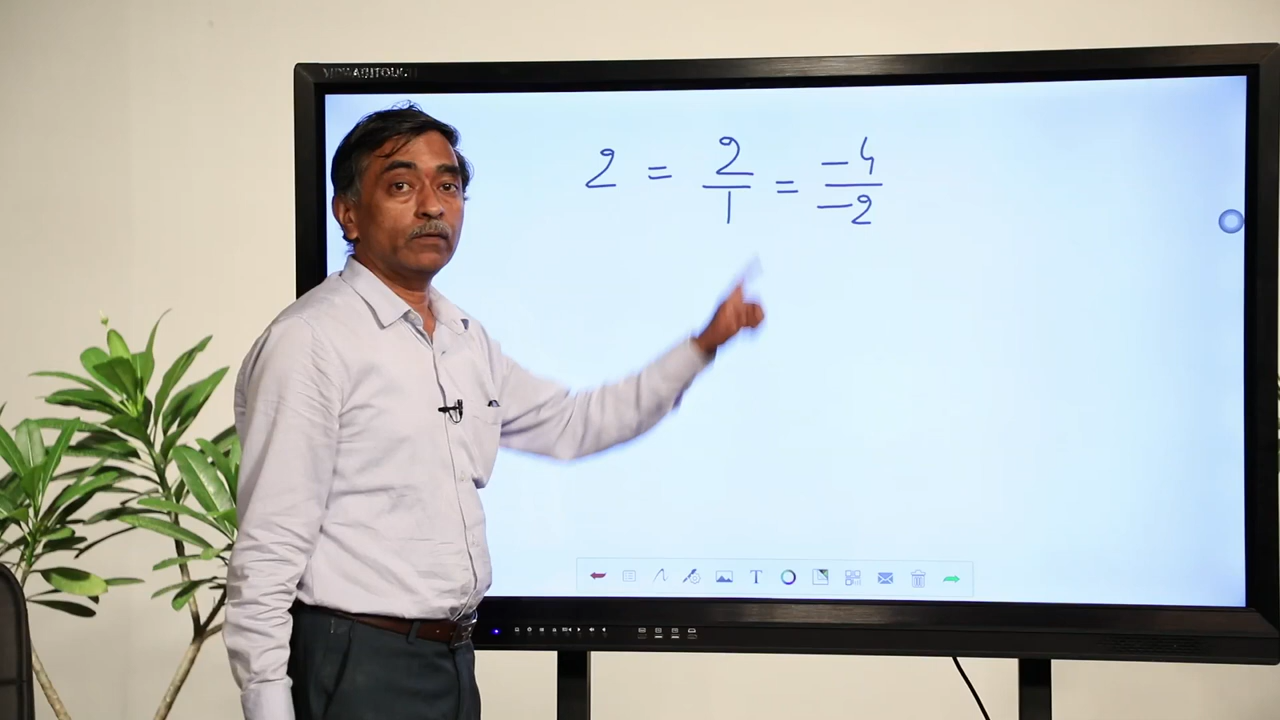 2 = 2/1 = -4/-2
T